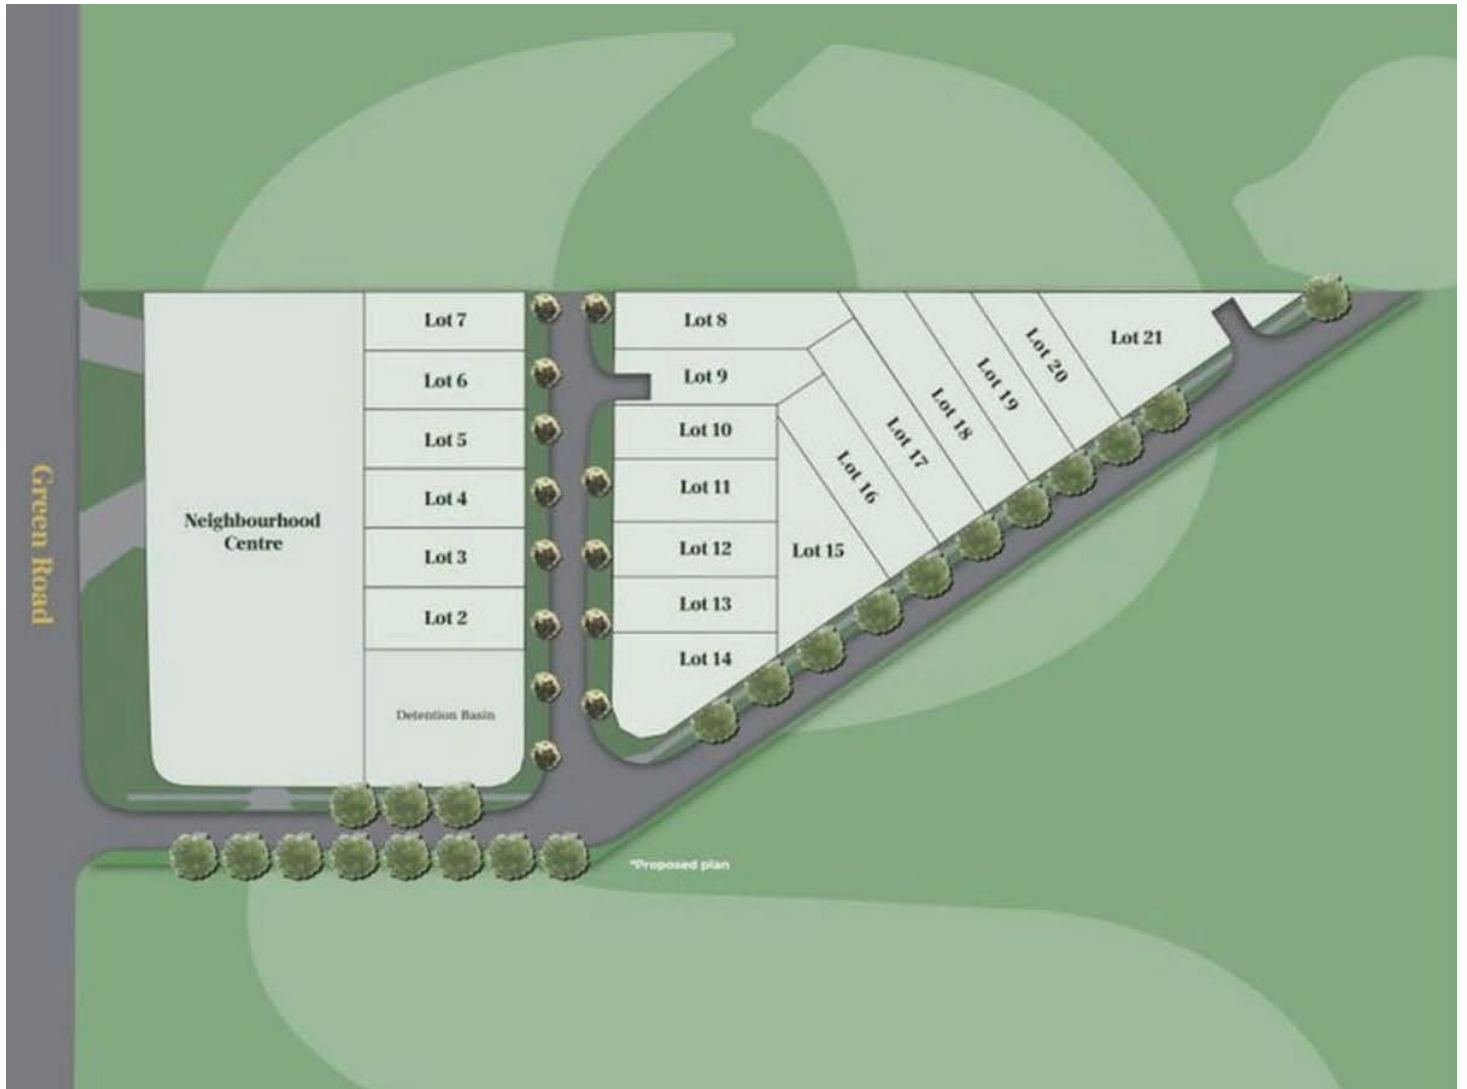 Green Road
Neighbourhood
Centre
Lot 7
Lot 6
Lot 5
Lot 4
Lot 3
Lot 2
Detention Basin
Lot 8
Lot 9
Lot 10
Lot 11
Lot 12
Lot 13
Lot 14
Lot 15
Lot 16
Lot 17
Lot 18
Lot 19
Lot 20
Lot 21
*Proposed plan